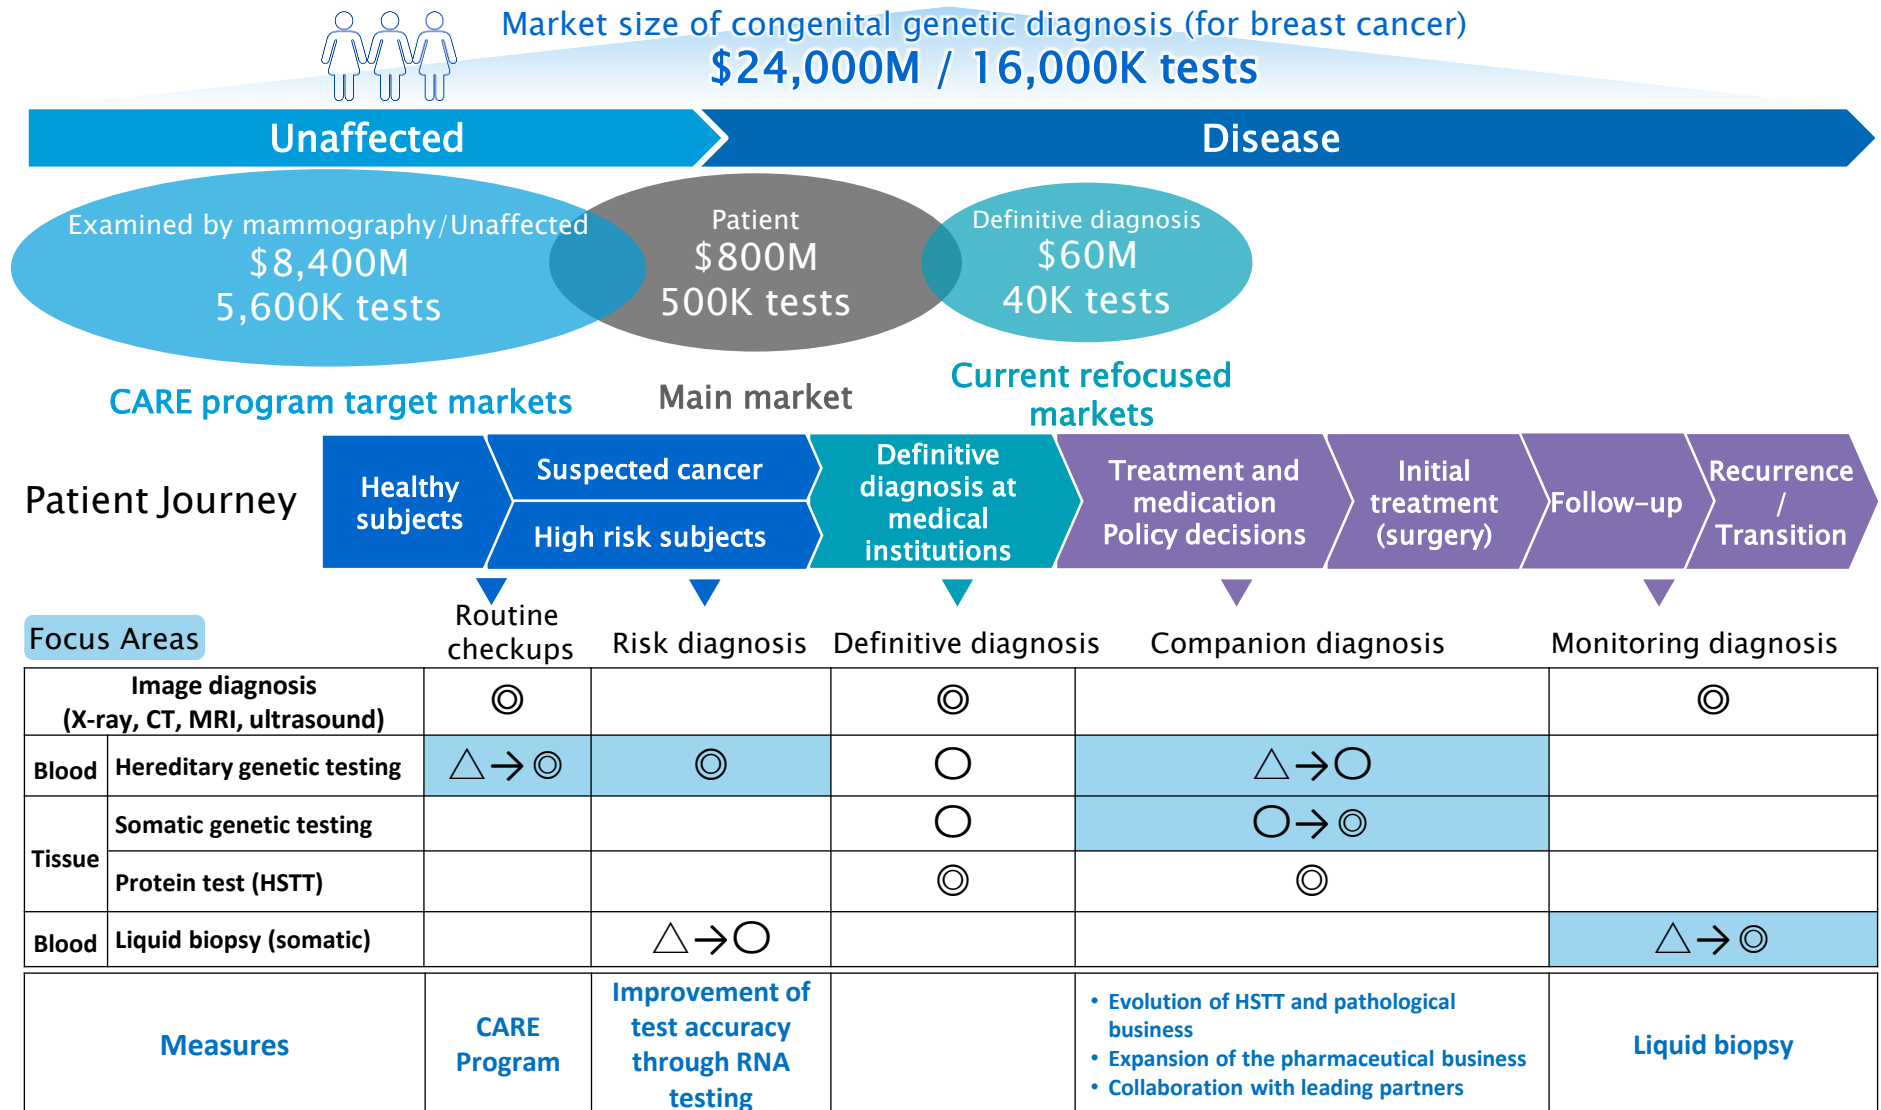 Market size of congenital genetic diagnosis (for breast cancer)
$24,000M / 16,000K tests
Unaffected
Disease
Examined by mammography/Unaffected
$8,400M
5,600K tests
Patient
$800M
500K tests
Definitive diagnosis
$60M
40K tests
CARE program target markets
Main market
Current refocused
markets
Patient Journey
Healthy
subjects
Suspected cancer
High risk subjects
Definitive
diagnosis at
medical
institutions
Treatment and
medication
Policy decisions
Initial
treatment
(surgery)
Follow-up
Recurrence
/
Transition
Focus Areas
Routine
checkups
Risk diagnosis
Definitive diagnosis
Companion diagnosis
Monitoring diagnosis
Image diagnosis
(X-ray, CT, MRI, ultrasound)
◎
◎
◎
Blood
Hereditary genetic testing
△→◎
◎
○
△→○
Tissue
Somatic genetic testing
○
○→◎
Protein test (HSTT)
◎
◎
Blood
Liquid biopsy (somatic)
△→○
△→◎
Measures
CARE
Program
Improvement of
test accuracy
through RNA
testing
• Evolution of HSTT and pathological
business
• Expansion of the pharmaceutical business
• Collaboration with leading partners
Liquid biopsy